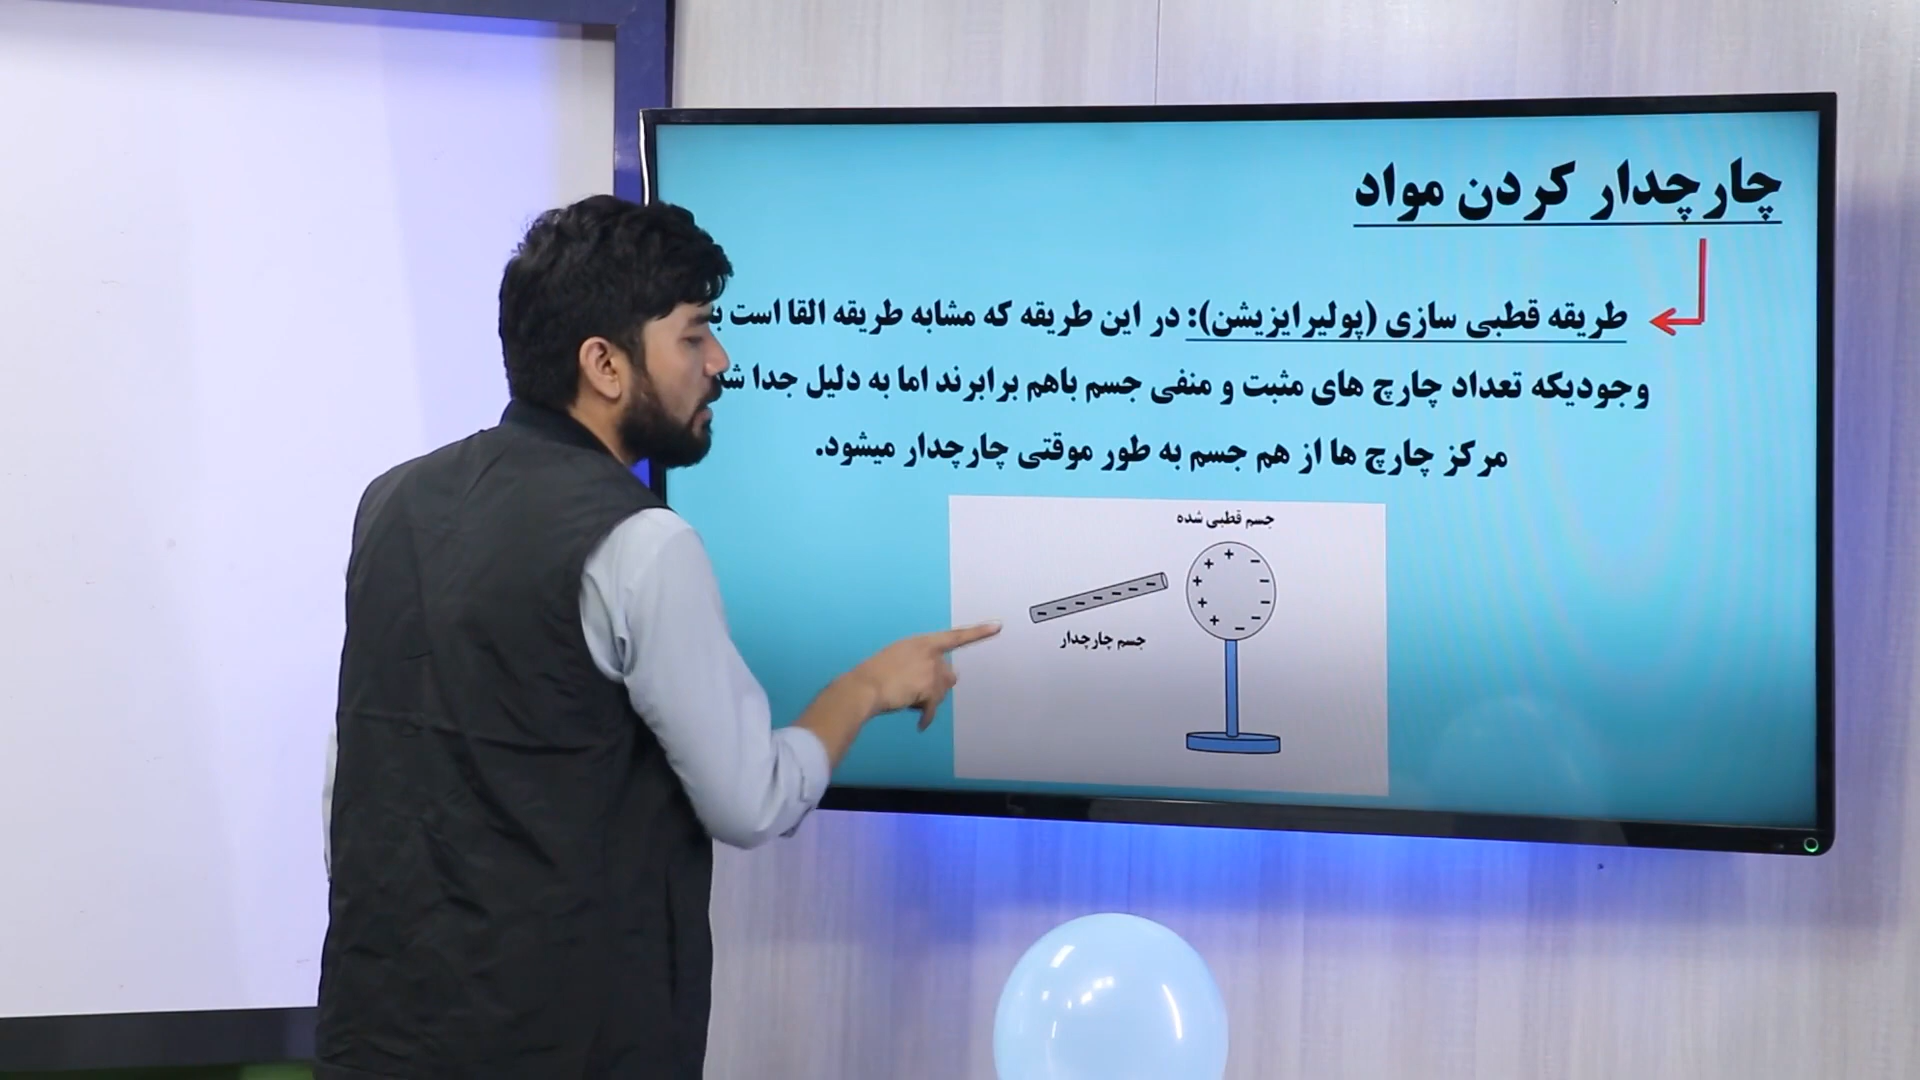 چارچدار کردن مواد
طریقه قطبی سازی (پولیرایزیشن): در این طریقه که مشابه طریقه القا است
وجودیکه تعداد چارچ های مثبت و منفی جسم باهم برابرند اما به دلیل جدا
مرکز چارچ ها از هم جسم به طور موقتی چارچدار میشود.
جسم قطبی شده
جسم چارچدار